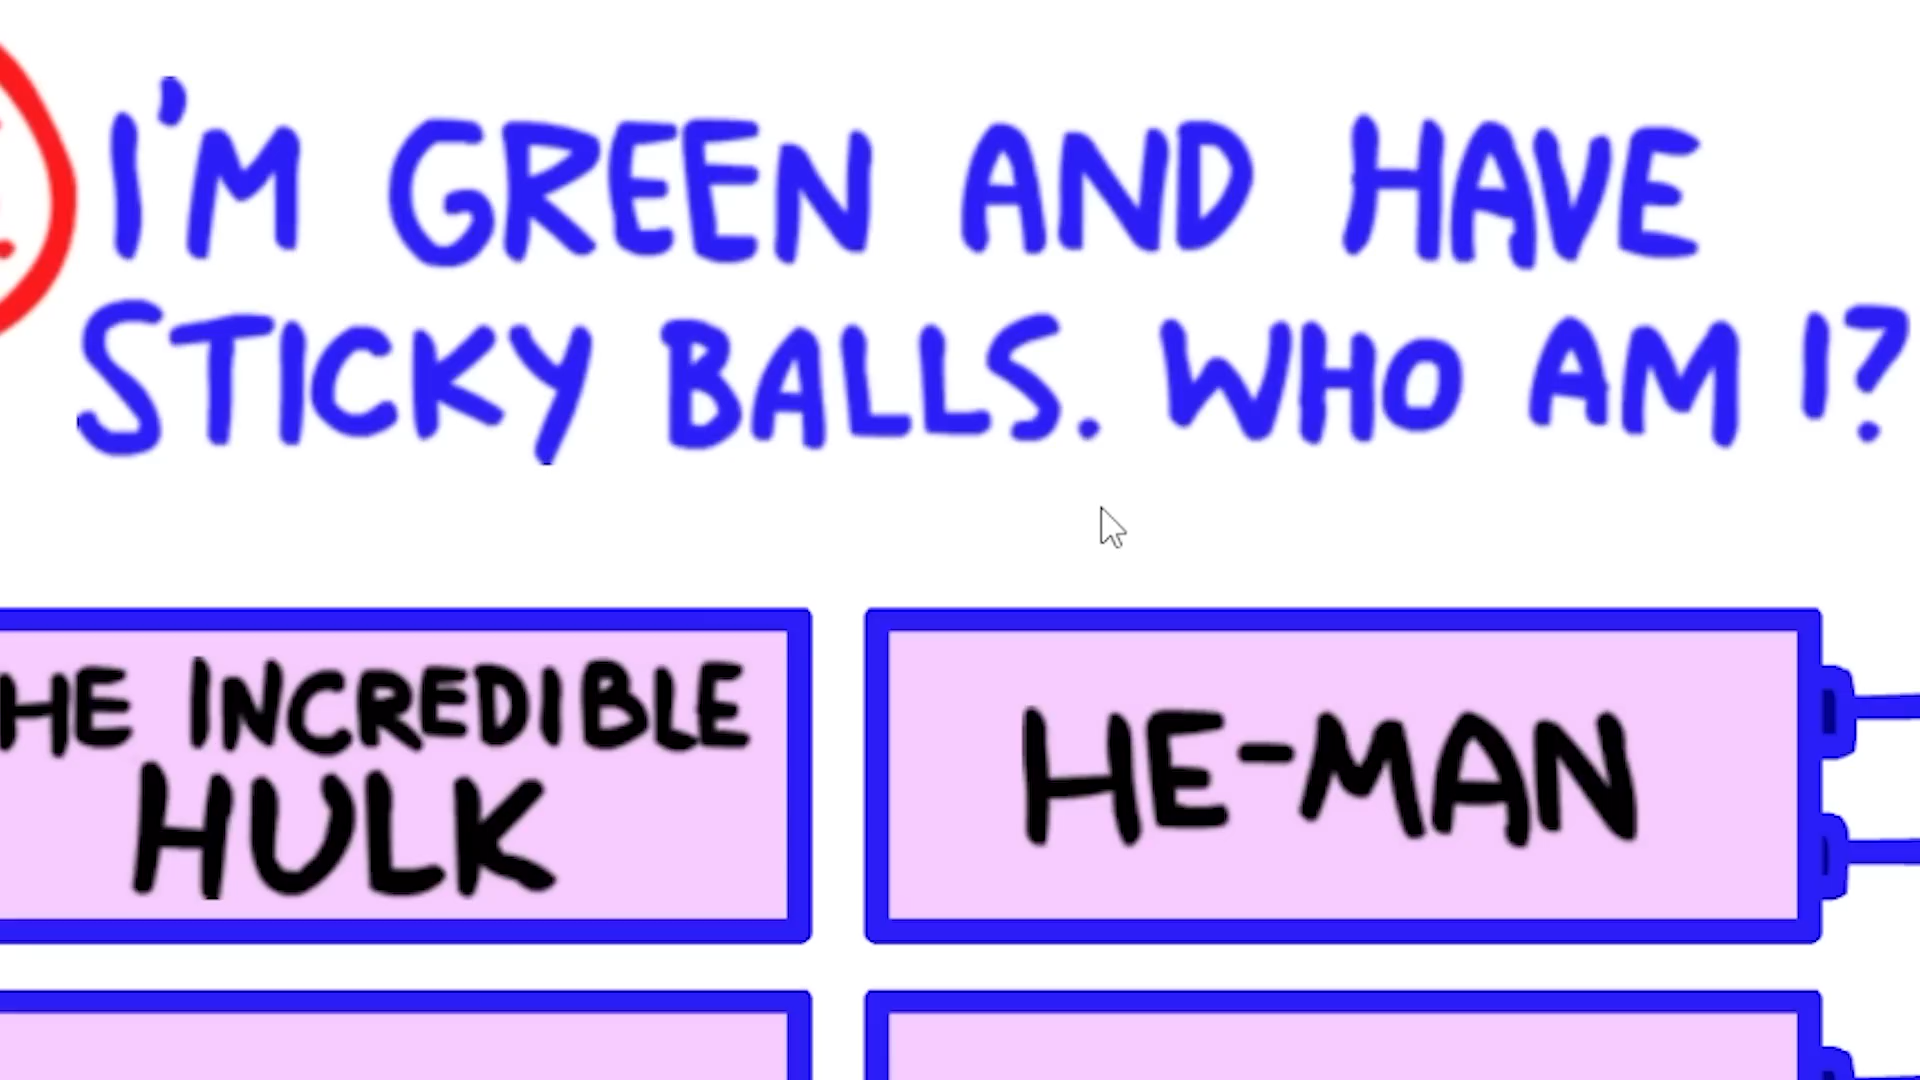 I'M GREEN AND HAVE
STICKY BALLS. WHO AM I?
HE INCREDIBLE
HULK
HE-MAN